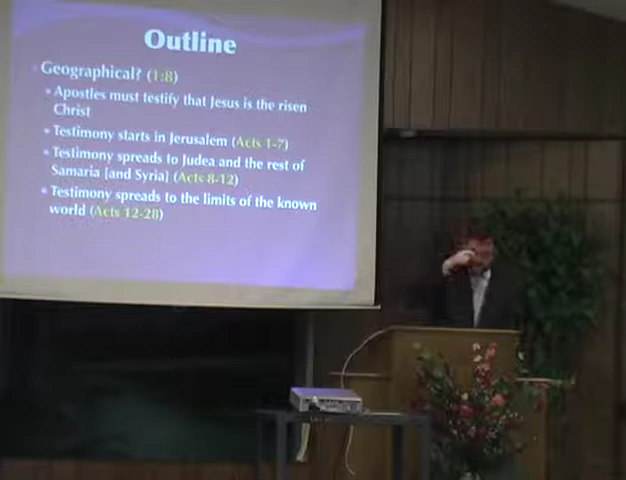 Outline
Geographical? (1:8)
Apostles must testify that Jesus is the risen
Christ
Testimony starts in Jerusalem (Acts 1-7)
Testimony spreads to Judea and the rest of
Samaria [and Syria] (Acts 8-12)
Testimony spreads to the limits of the known
world (Acts 12-28)